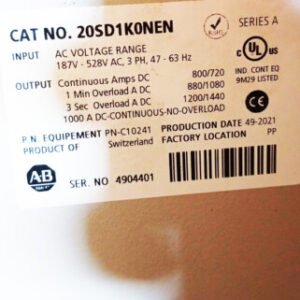 CAT NO. 20SD1K0NEN
SERIES A
RoHS
INPUT AC VOLTAGE RANGE
187V - 528V AC, 3 PH, 47 - 63 Hz
C UL US
OUTPUT Continuous Amps DC 800/720
1 Min Overload A DC 880/1080
3 Sec Overload A DC 1200/1440
1000 A DC-CONTINUOUS NO-OVERLOAD
IND. CONT EQ
9M29 LISTED
P.N. EQUIPEMENT PN-C10241
PRODUCTION DATE 49-2021
PRODUCT OF Switzerland
FACTORY LOCATION PP
A-B
SER. NO 4904401